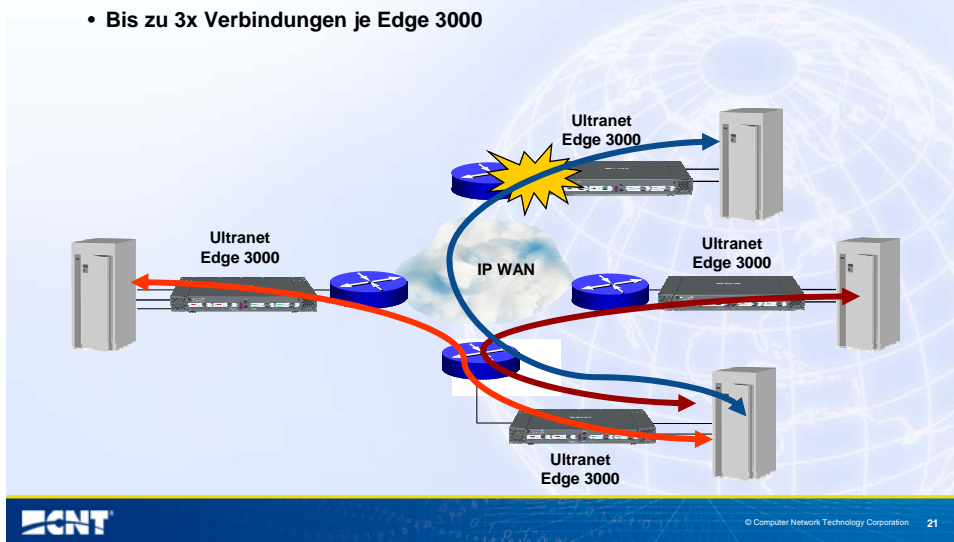 • Bis zu 3x Verbindungen je Edge 3000
Ultranet
Edge 3000
Ultranet
Edge 3000
IP WAN
Ultranet
Edge 3000
Ultranet
Edge 3000
CNT
© Computer Network Technology Corporation 21